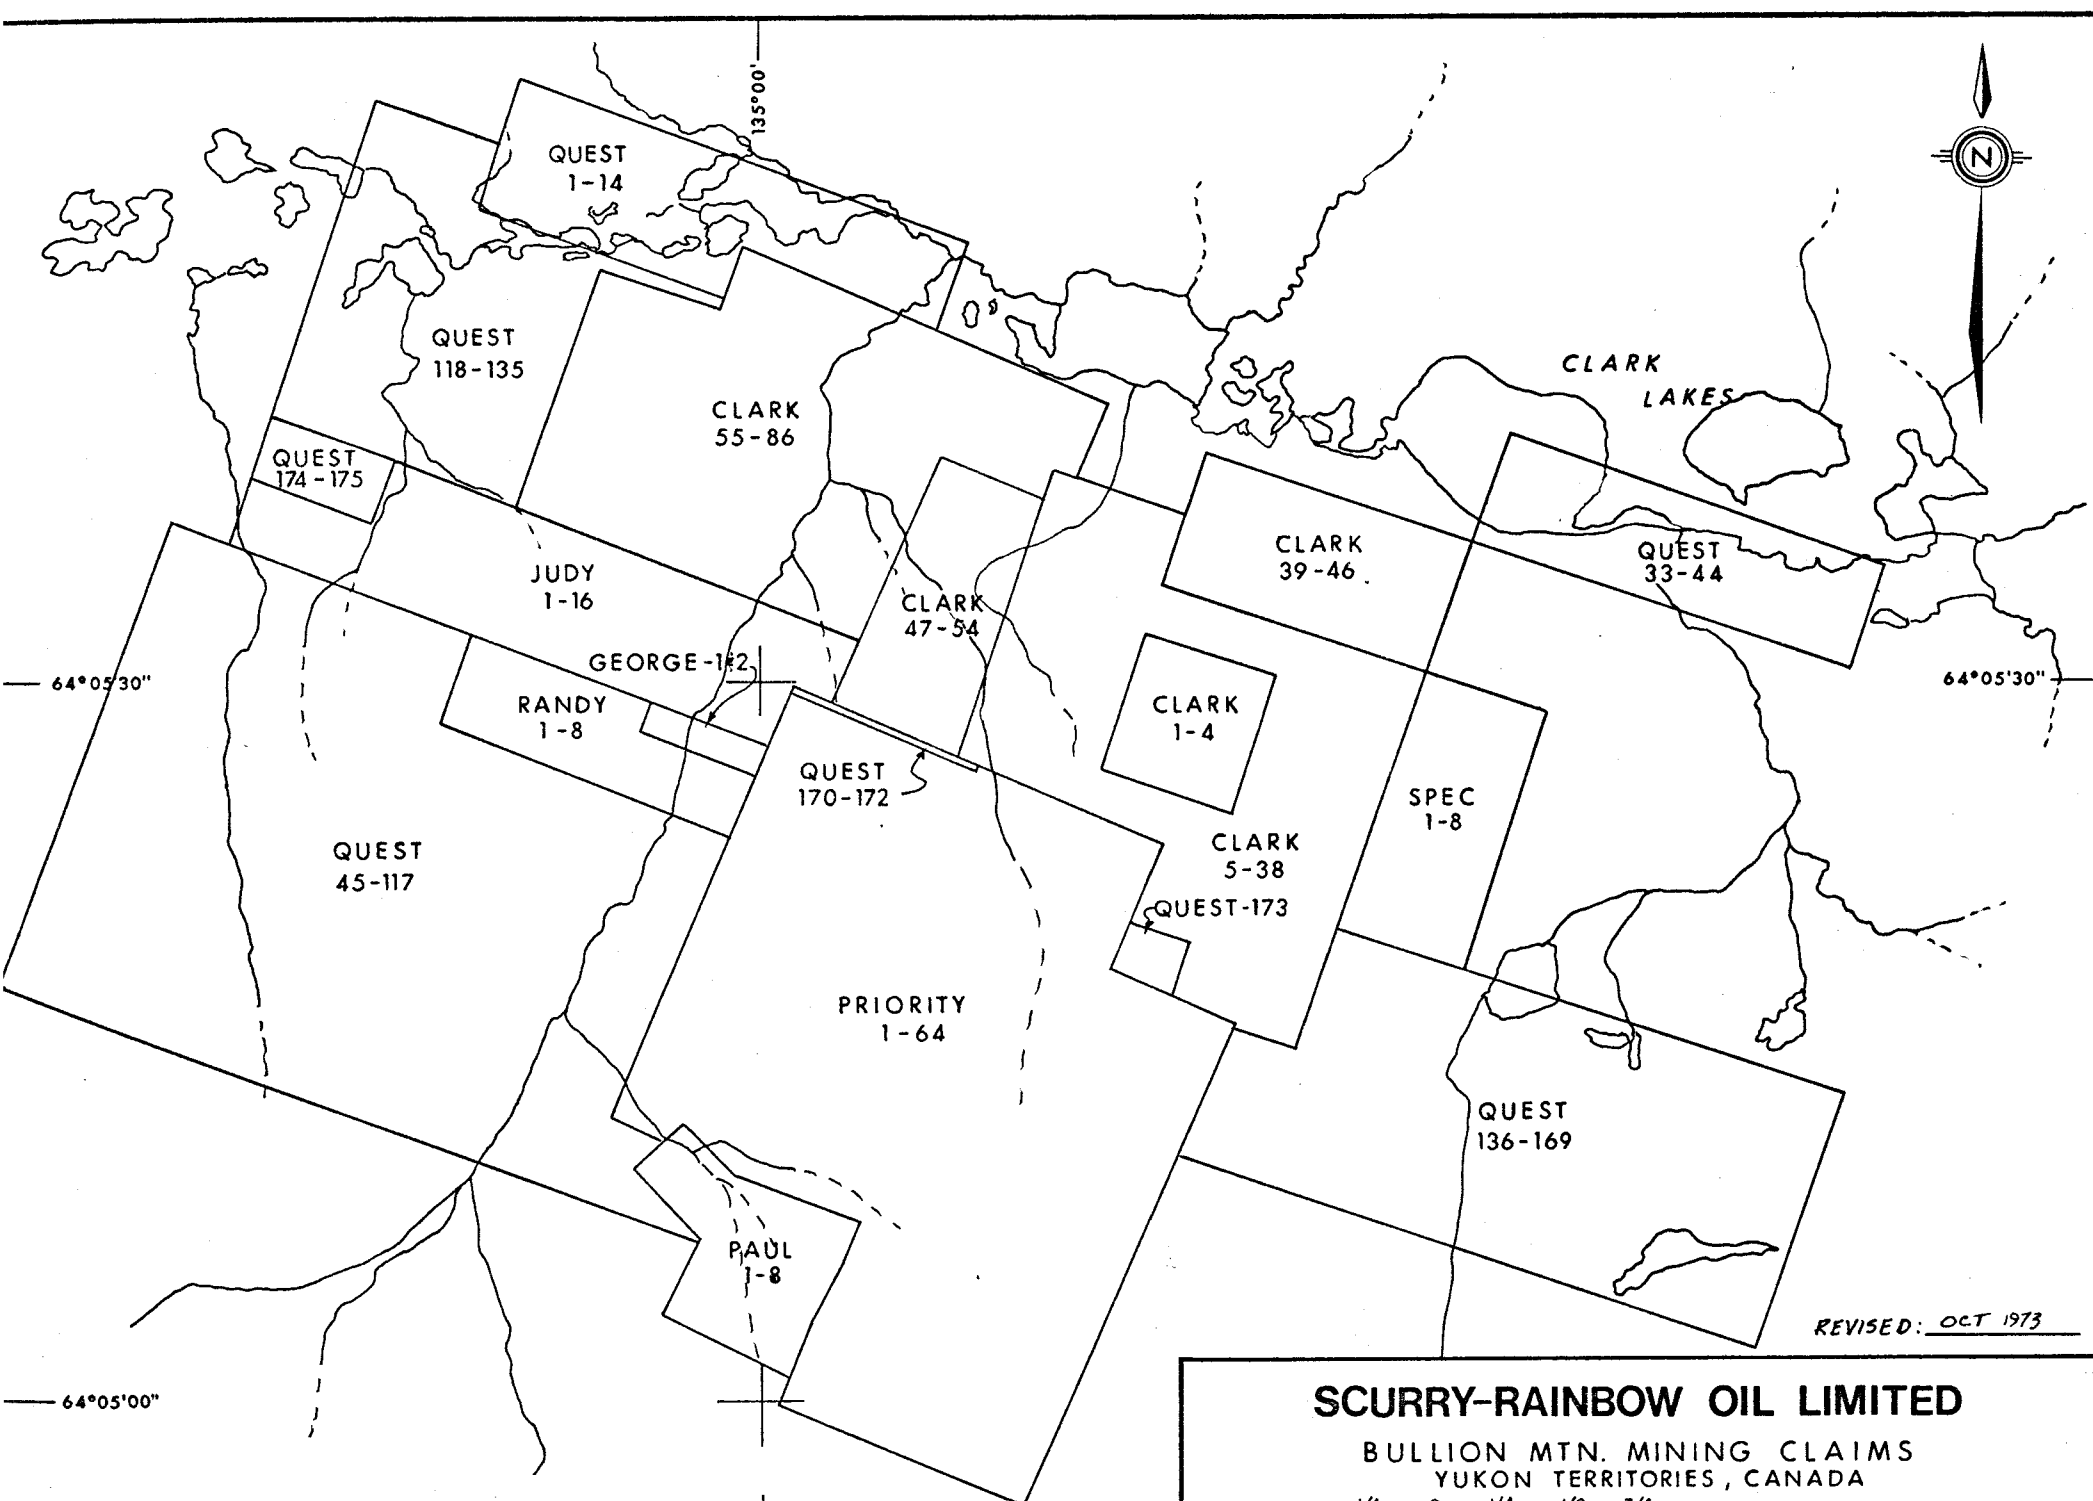 135°00'
N
QUEST
1-14
QUEST
118-135
CLARK
LAKES
CLARK
55-86
QUEST
174-175
CLARK
39-46
QUEST
33-44
JUDY
1-16
CLARK
47-54
GEORGE-1&2
64°05'30"
64°05'30"
RANDY
1-8
CLARK
1-4
QUEST
170-172
SPEC
1-8
QUEST
45-117
CLARK
5-38
QUEST-173
PRIORITY
1-64
QUEST
136-169
PAUL
1-8
REVISED: OCT 1973
64°05'00"
SCURRY-RAINBOW OIL LIMITED
BULLION MTN. MINING CLAIMS
YUKON TERRITORIES, CANADA